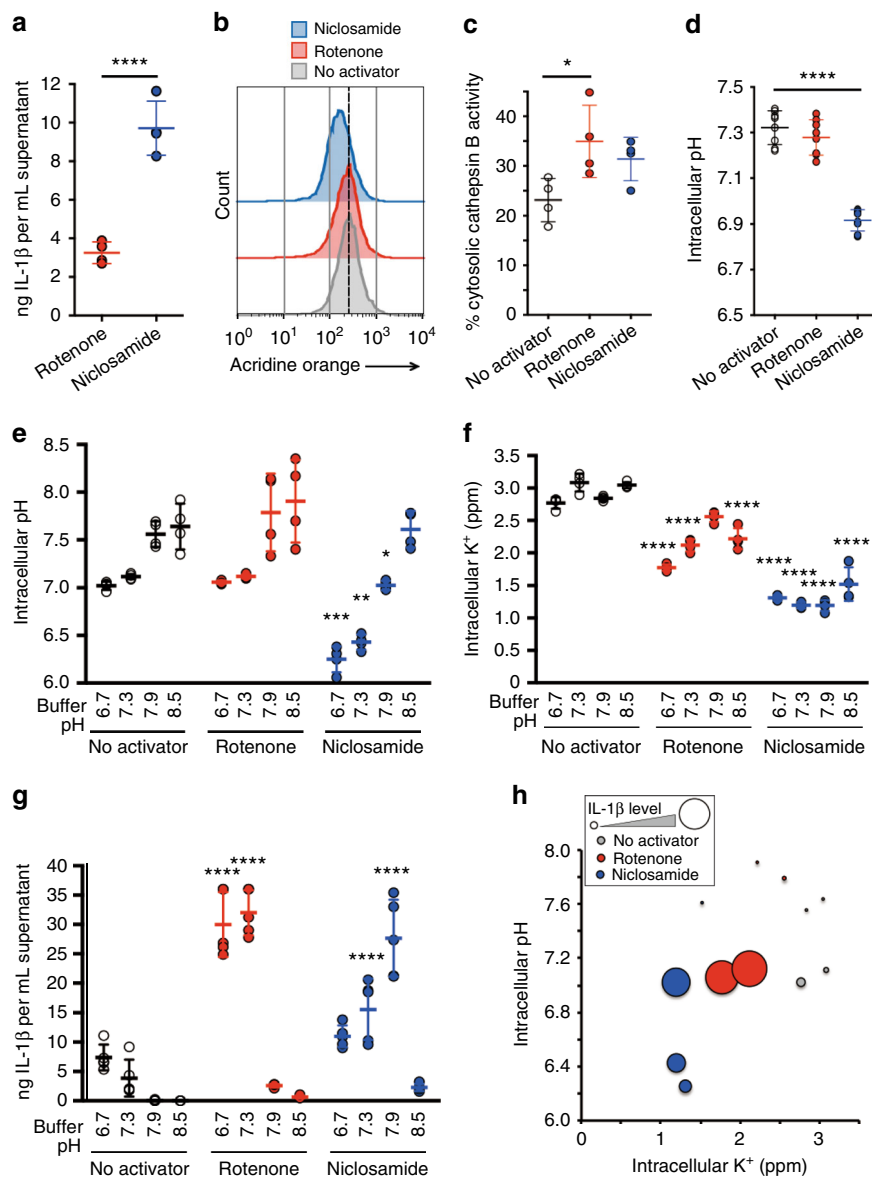 a
****
ng IL-1β per mL supernatant
12
10
8
6
4
2
0
Rotenone
Niclosamide
b
Niclosamide
Rotenone
No activator
Count
10⁰ 10¹ 10² 10³ 10⁴
Acridine orange
c
*
% cytosolic cathepsin B activity
40
30
20
10
0
No activator
Rotenone
Niclosamide
d
****
Intracellular pH
7.5
7.3
7.1
6.9
6.7
6.5
No activator
Rotenone
Niclosamide
e
Intracellular pH
8.5
8.0
7.5
7.0
6.5
6.0
*** ** *
Buffer pH
6.7 7.3 7.9 8.5 6.7 7.3 7.9 8.5 6.7 7.3 7.9 8.5
No activator Rotenone Niclosamide
f
Intracellular K⁺ (ppm)
3.5
3.0
2.5
2.0
1.5
1.0
0.5
0
**** **** **** **** **** **** ****
6.7 7.3 7.9 8.5 6.7 7.3 7.9 8.5 6.7 7.3 7.9 8.5
Buffer pH
No activator Rotenone Niclosamide
g
ng IL-1β per mL supernatant
40
35
30
25
20
15
10
5
0
**** **** **** ****
Buffer pH
6.7 7.3 7.9 8.5 6.7 7.3 7.9 8.5 6.7 7.3 7.9 8.5
No activator Rotenone Niclosamide
h
IL-1β level
No activator
Rotenone
Niclosamide
Intracellular pH
8.0
7.6
7.2
6.8
6.4
6.0
0 1 2 3
Intracellular K⁺ (ppm)